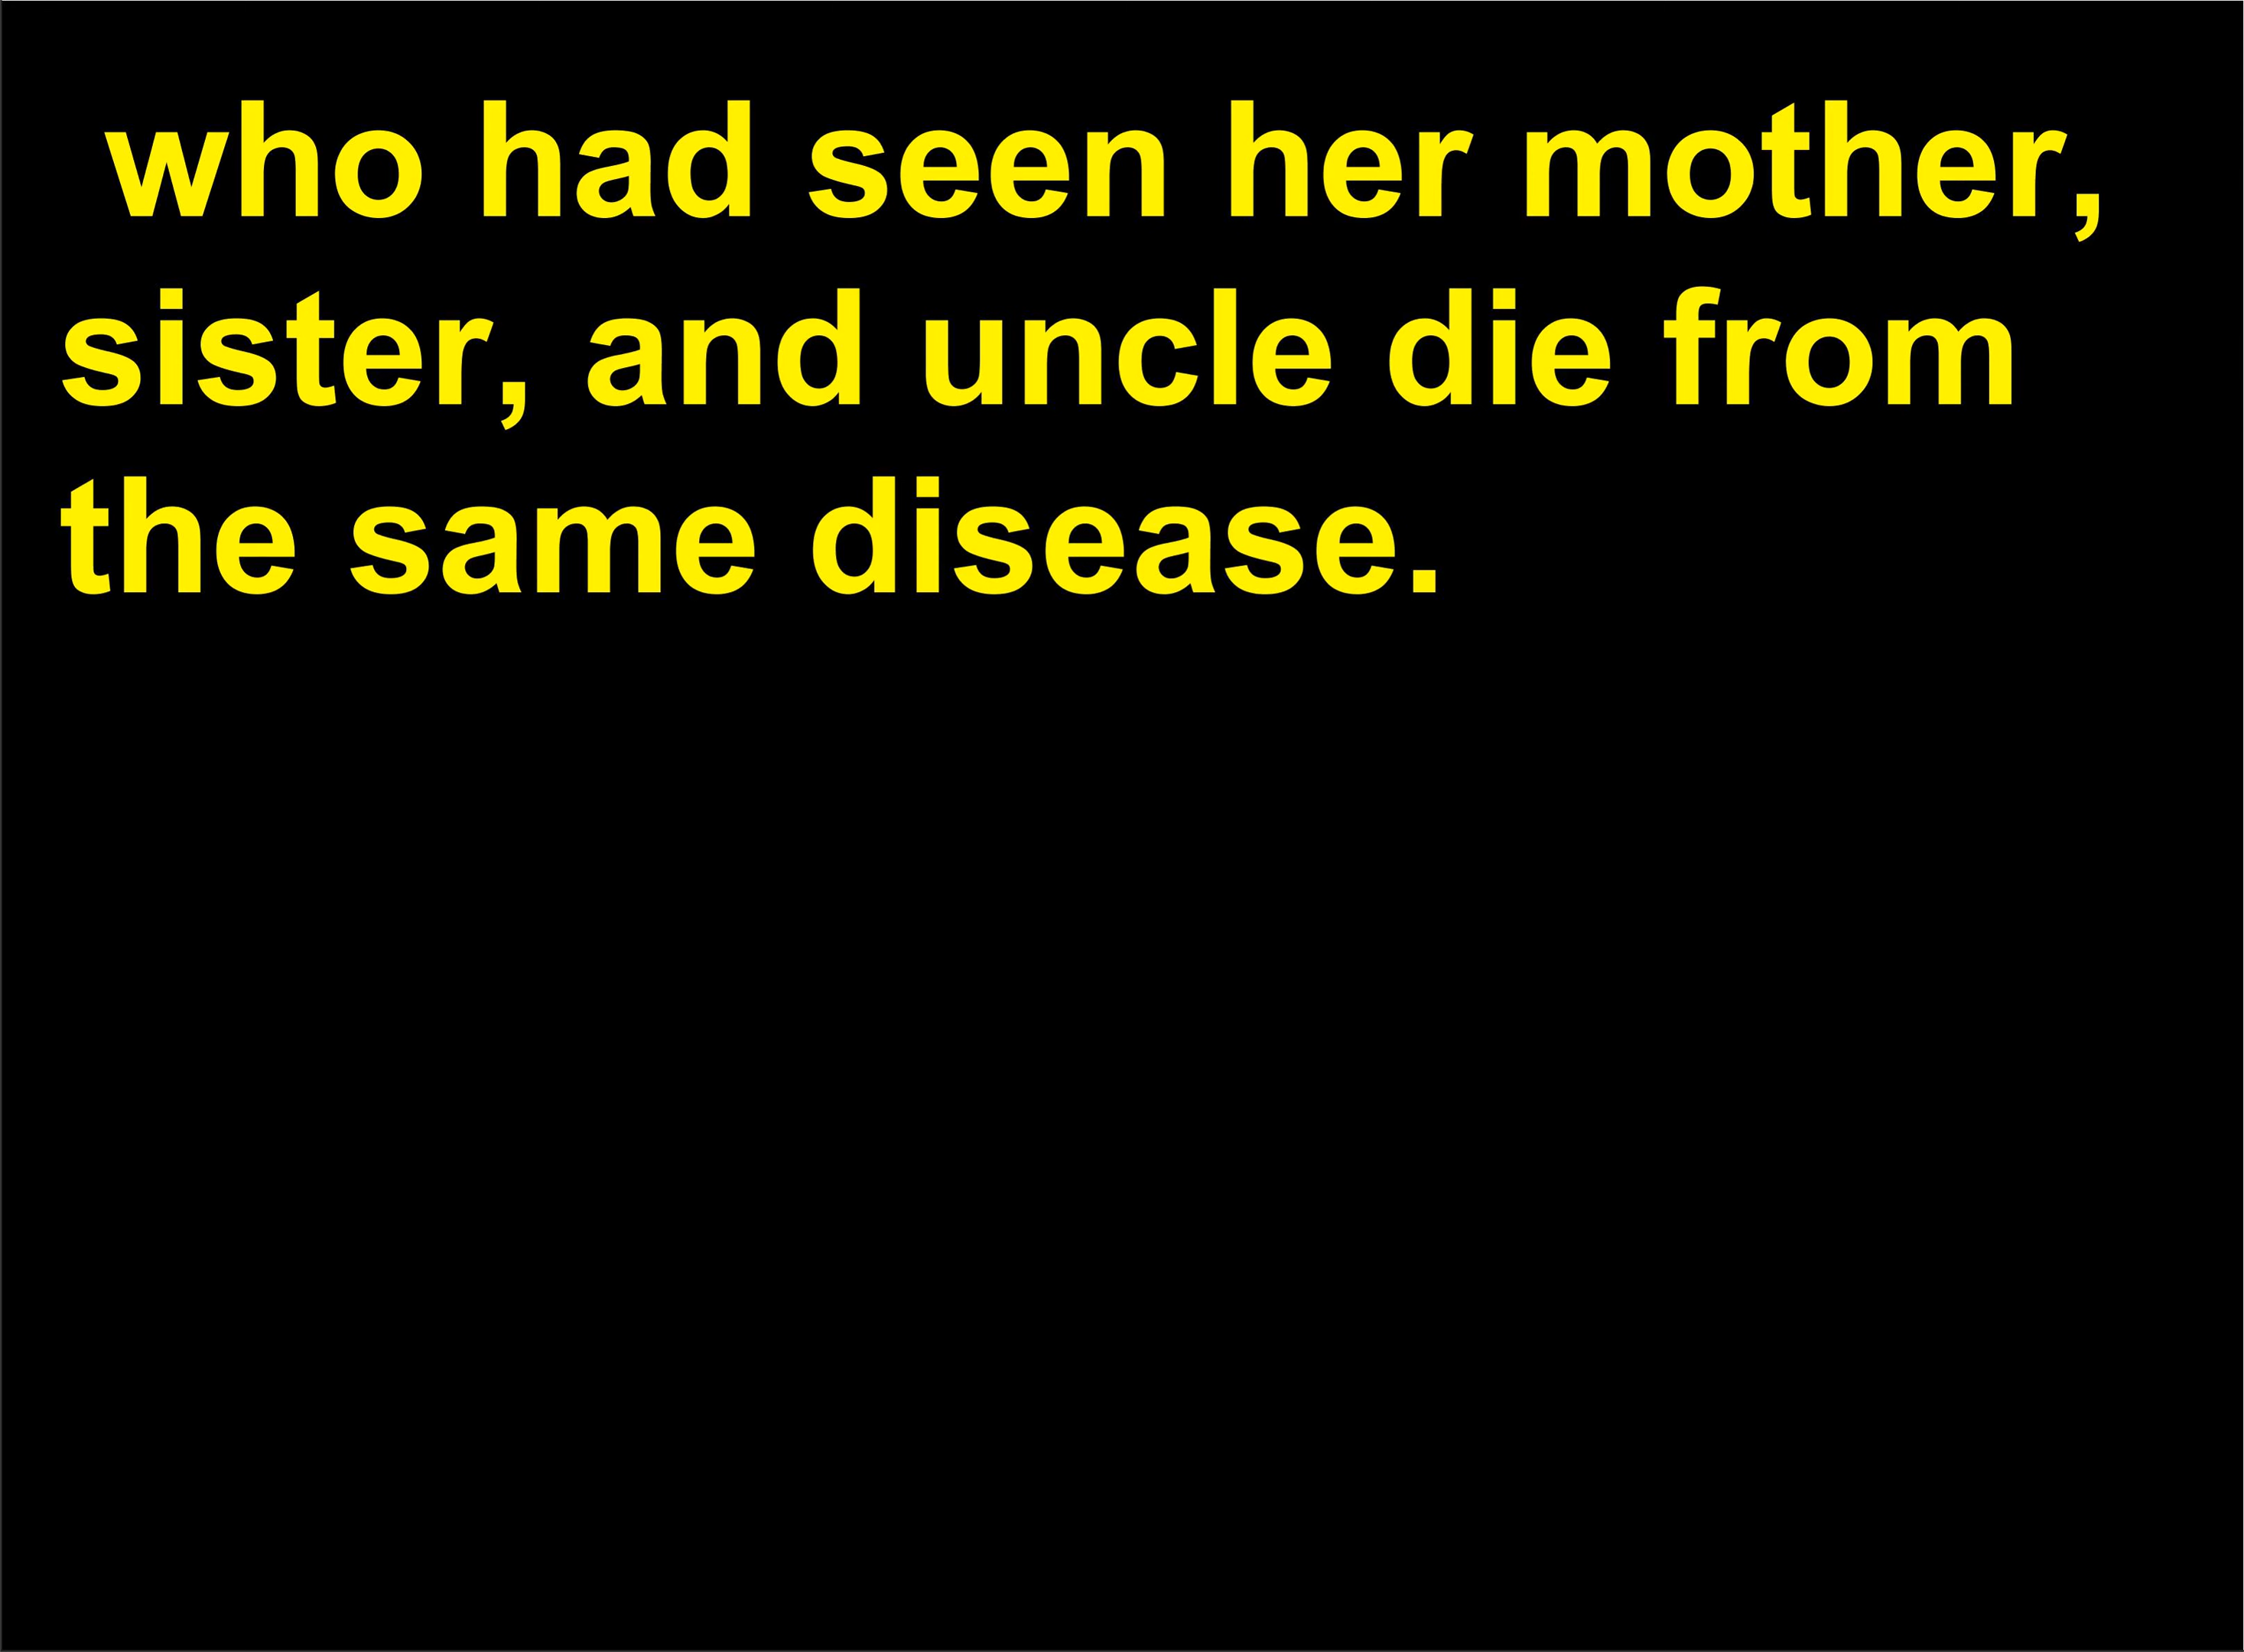 who had seen her mother,
sister, and uncle die from
the same disease.